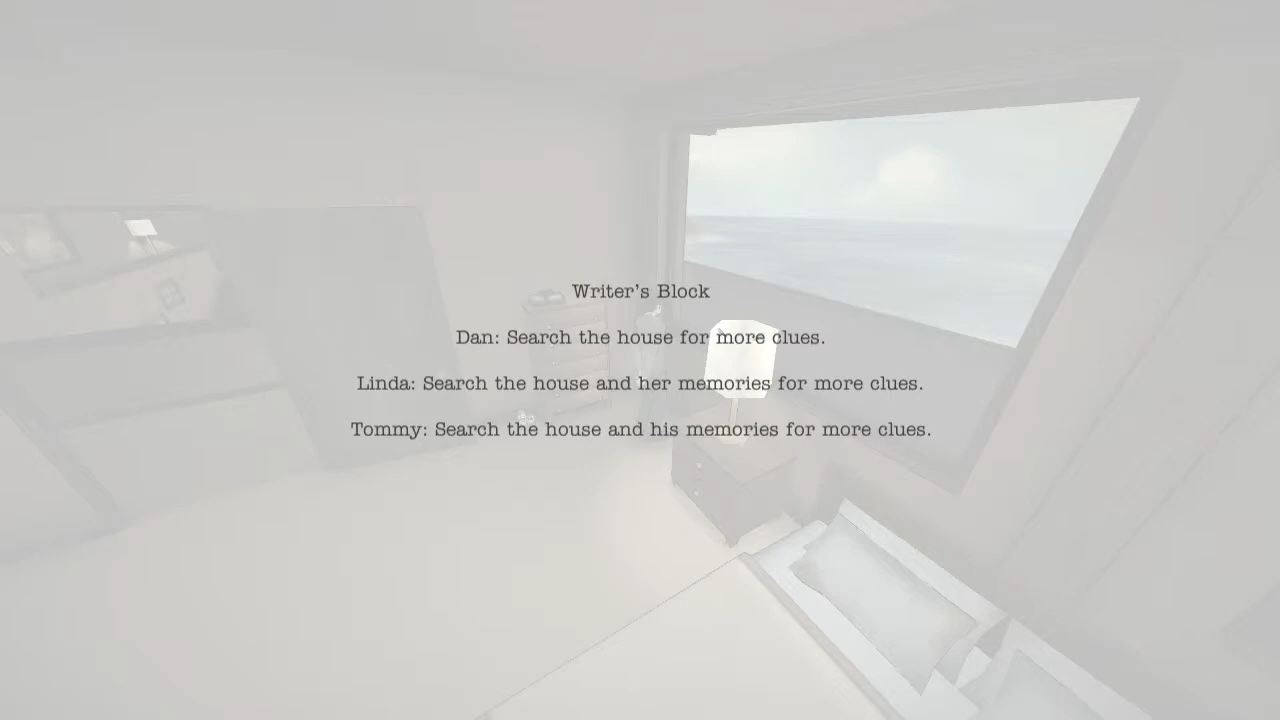 Writer's Block
Dan: Search the house for more clues.
Linda: Search the house and her memories for more clues.
Tommy: Search the house and his memories for more clues.